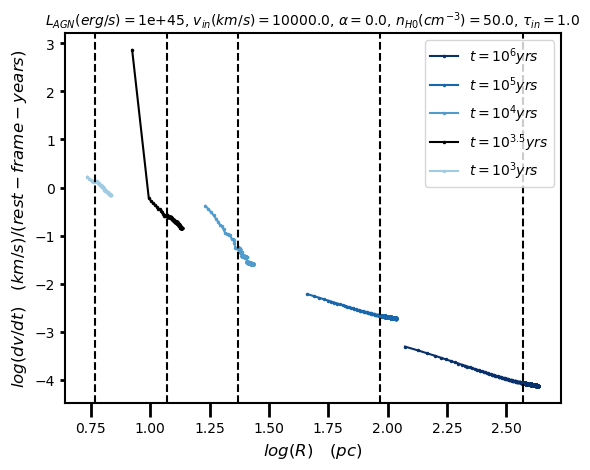 L_{AGN}(erg/s) = 1e+45, v_{in}(km/s) = 10000.0, α = 0.0, n_{H0}(cm^{-3}) = 50.0, τ_{in} = 1.0
t = 10^6 yrs
t = 10^5 yrs
t = 10^4 yrs
t = 10^{3.5} yrs
t = 10^3 yrs
log(dv/dt) (km/s)/(rest-frame-years)
3
2
1
0
−1
−2
−3
−4
0.75 1.00 1.25 1.50 1.75 2.00 2.25 2.50
log(R) (pc)